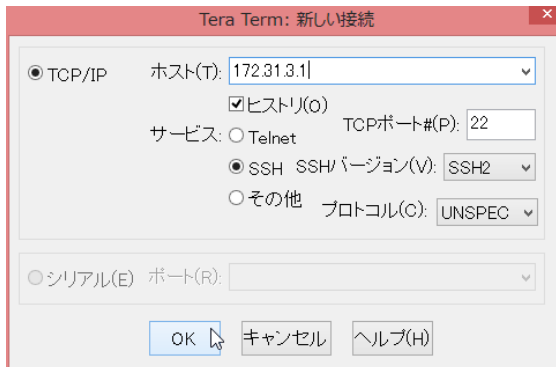 Tera Term: 新しい接続
×
TCP/IP ホスト(T): 172.31.3.1
ヒストリ(O)
サービス: Telnet TCPポート#(P): 22
SSH SSHバージョン(V): SSH2
その他 プロトコル(C): UNSPEC
シリアル(E) ポート(R):
OK キャンセル ヘルプ(H)